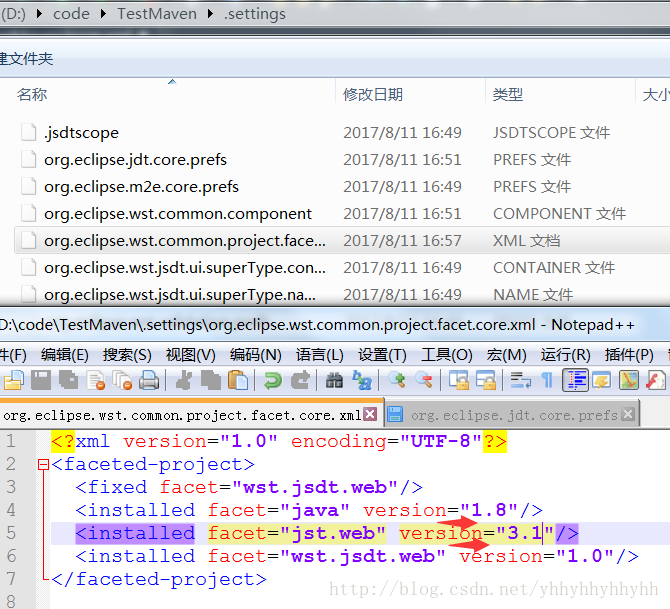 (D:) ▸ code ▸ TestMaven ▸ .settings
建文件夹
名称 修改日期 类型 大小
.jsdtscope 2017/8/11 16:49 JSDTSCOPE 文件
org.eclipse.jdt.core.prefs 2017/8/11 16:51 PREFS 文件
org.eclipse.m2e.core.prefs 2017/8/11 16:49 PREFS 文件
org.eclipse.wst.common.component 2017/8/11 16:51 COMPONENT 文件
org.eclipse.wst.common.project.face... 2017/8/11 16:57 XML 文档
org.eclipse.wst.jsdt.ui.superType.con... 2017/8/11 16:49 CONTAINER 文件
org.eclipse.wst.jsdt.ui.superType.na... 2017/8/11 16:49 NAME 文件
D:\code\TestMaven\.settings\org.eclipse.wst.common.project.facet.core.xml - Notepad++
件(F) 编辑(E) 搜索(S) 视图(V) 编码(N) 语言(L) 设置(T) 工具(O) 宏(M) 运行(R) 插件(P)
org.eclipse.wst.common.project.facet.core.xml org.eclipse.jdt.core.prefs
1 <?xml version="1.0" encoding="UTF-8"?>
2 <faceted-project>
3 <fixed facet="wst.jsdt.web"/>
4 <installed facet="java" version="1.8"/>
5 <installed facet="jst.web" version="3.1"/>
6 <installed facet="wst.jsdt.web" version="1.0"/>
7 </faceted-project>
8
http://blog.csdn.net/yhhyhhyhhyhh